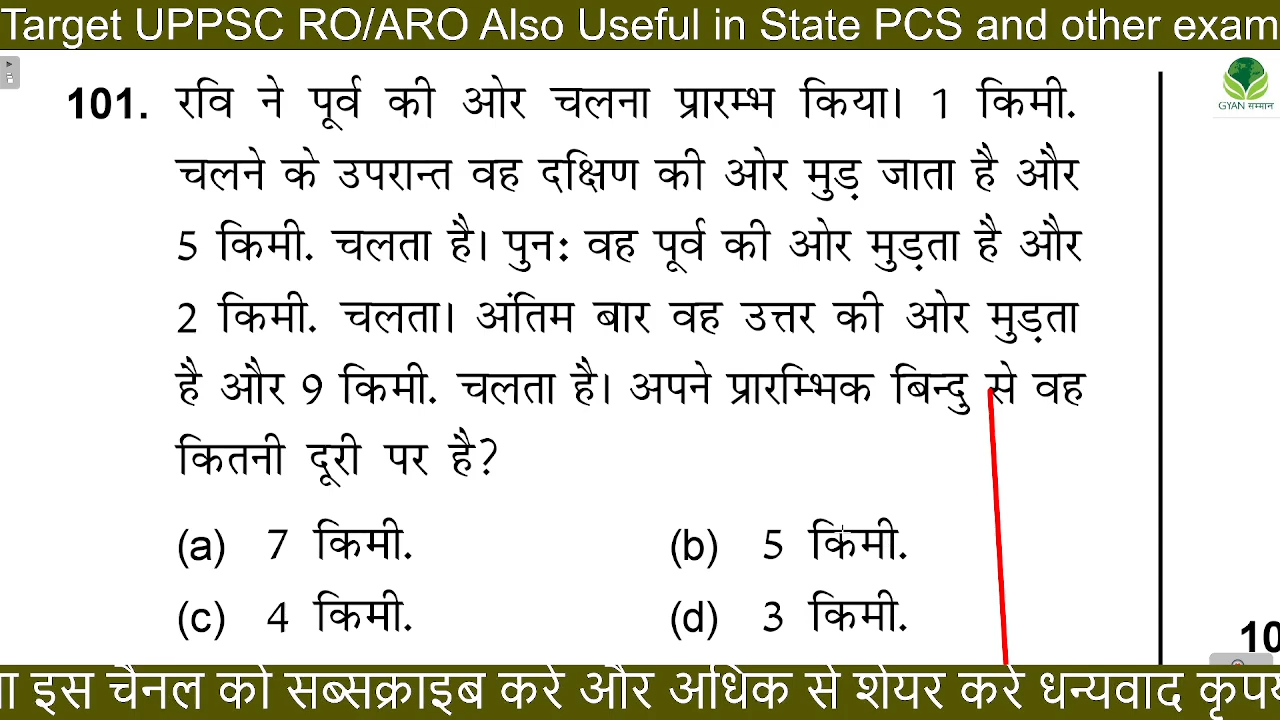 Target UPPSC RO/ARO Also Useful in State PCS and other exam
GYAN सम्मान
101. रवि ने पूर्व की ओर चलना प्रारम्भ किया। 1 किमी.
चलने के उपरान्त वह दक्षिण की ओर मुड़ जाता है और
5 किमी. चलता है। पुन: वह पूर्व की ओर मुड़ता है और
2 किमी. चलता। अंतिम बार वह उत्तर की ओर मुड़ता
है और 9 किमी. चलता है। अपने प्रारम्भिक बिन्दु से वह
कितनी दूरी पर है?
(a) 7 किमी. (b) 5 किमी.
(c) 4 किमी. (d) 3 किमी.
10
इस चैनल को सब्सक्राइब करे और अधिक से शेयर करे धन्यवाद